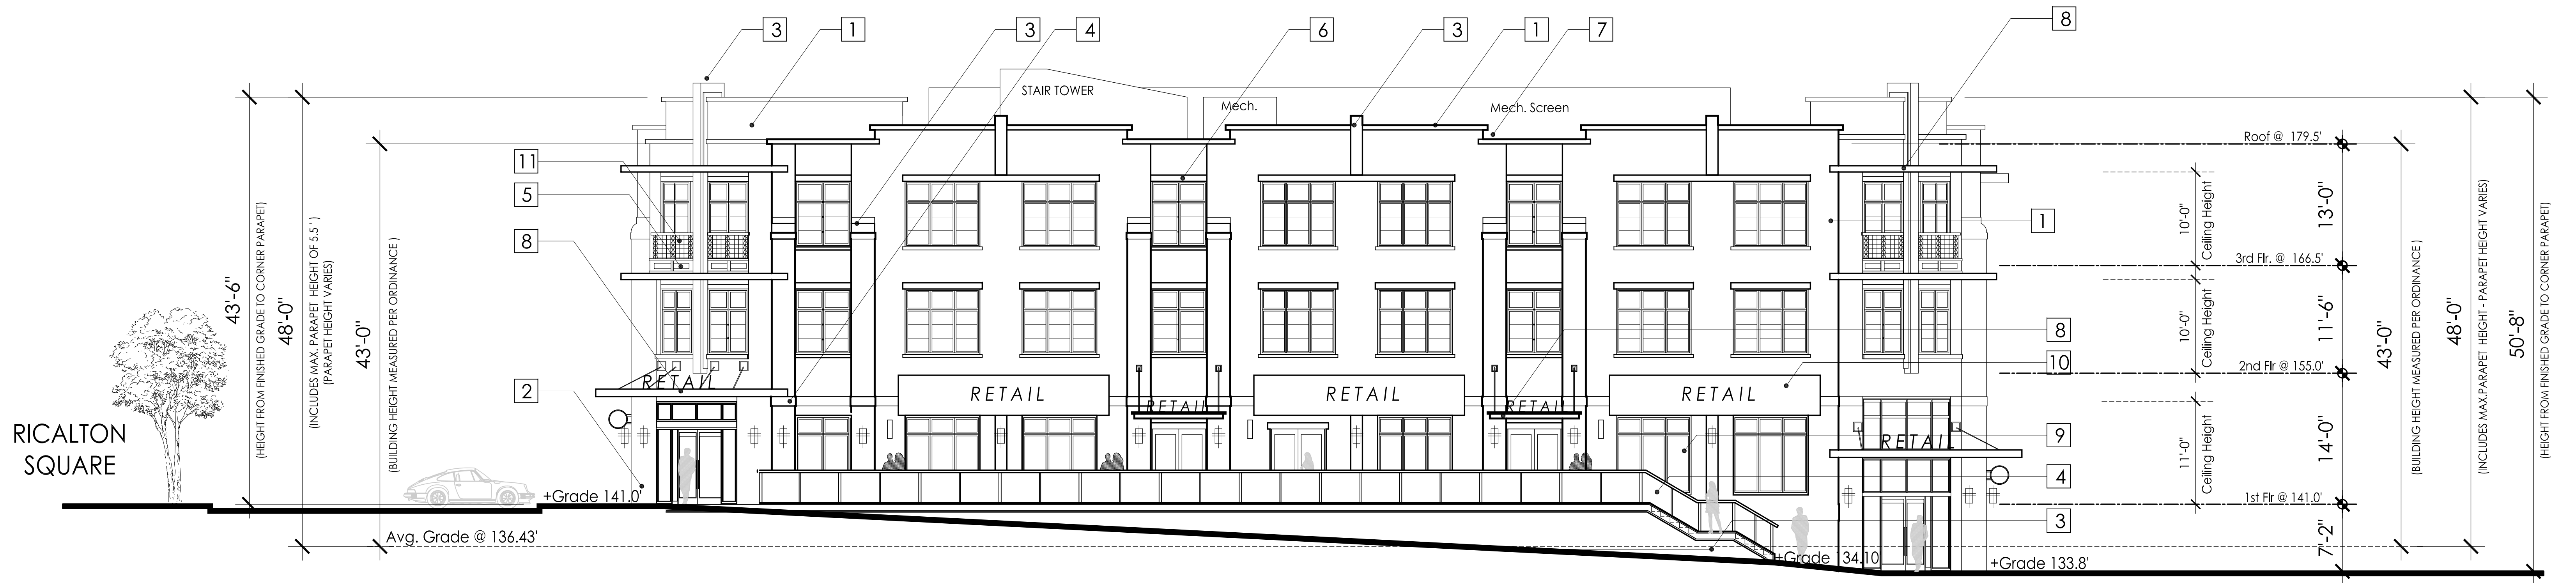 3
1
3
4
6
3
1
7
8
STAIR TOWER
Mech.
Mech. Screen
Roof @ 179.5'
11
5
8
2
1
8
10
9
4
3
43'-6"
(HEIGHT FROM FINISHED GRADE TO CORNER PARAPET)
48'-0"
(INCLUDES MAX. PARAPET HEIGHT OF 5.5')
(PARAPET HEIGHT VARIES)
43'-0"
(BUILDING HEIGHT MEASURED PER ORDINANCE )
RICALTON
SQUARE
RETAIL
RETAIL
RETAIL
RETAIL
RETAIL
RETAIL
RETAIL
+Grade 141.0'
Avg. Grade @ 136.43'
+Grade 134.10'
+Grade 133.8'
3rd Flr. @ 166.5'
2nd Flr @ 155.0'
1st Flr @ 141.0'
10'-0"
Ceiling Height
10'-0"
Ceiling Height
11'-0"
Ceiling Height
13'-0"
11'-6"
14'-0"
7'-2"
43'-0"
(BUILDING HEIGHT MEASURED PER ORDINANCE )
48'-0"
(INCLUDES MAX.PARAPET HEIGHT - PARAPET HEIGHT VARIES)
50'-8"
(HEIGHT FROM FINISHED GRADE TO CORNER PARAPET)